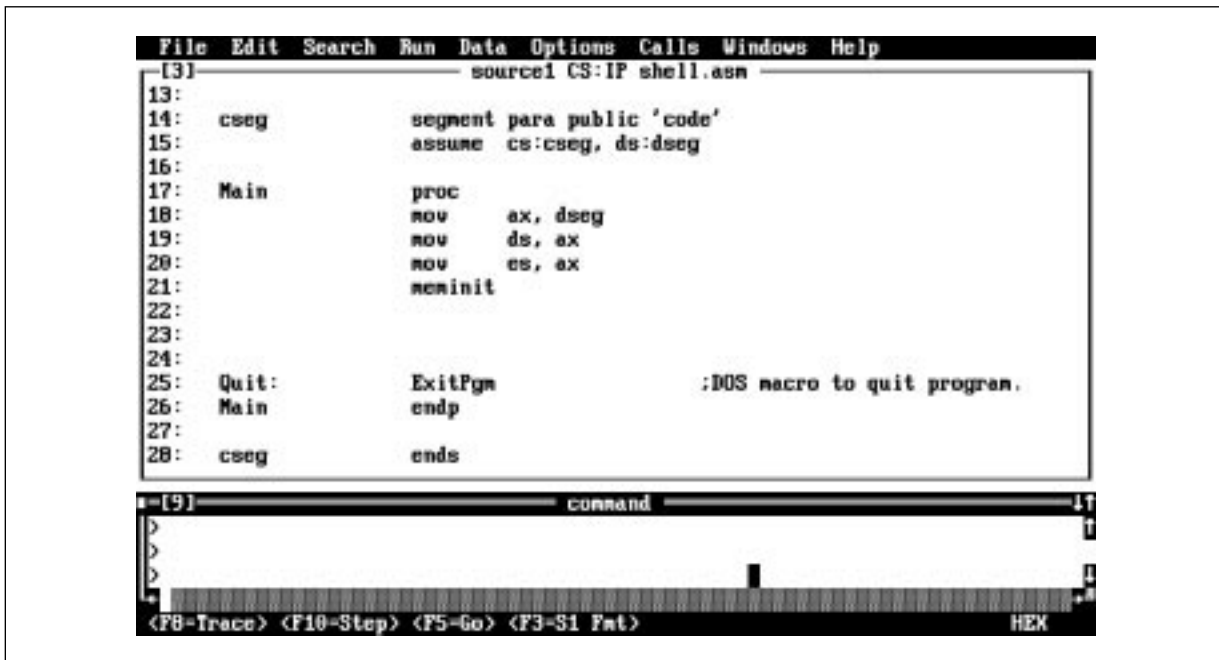 File Edit Search Run Data Options Calls Windows Help
[3] source1 CS:IP shell.asm
13:
14: cseg segment para public 'code'
15: assume cs:cseg, ds:dseg
16:
17: Main proc
18: mov ax, dseg
19: mov ds, ax
20: mov es, ax
21: meminit
22:
23:
24:
25: Quit: ExitPgm ;DOS macro to quit program.
26: Main endp
27:
28: cseg ends
[9] command
>
>
>
<F8=Trace> <F10=Step> <F5=Go> <F3=S1 Fmt> HEX